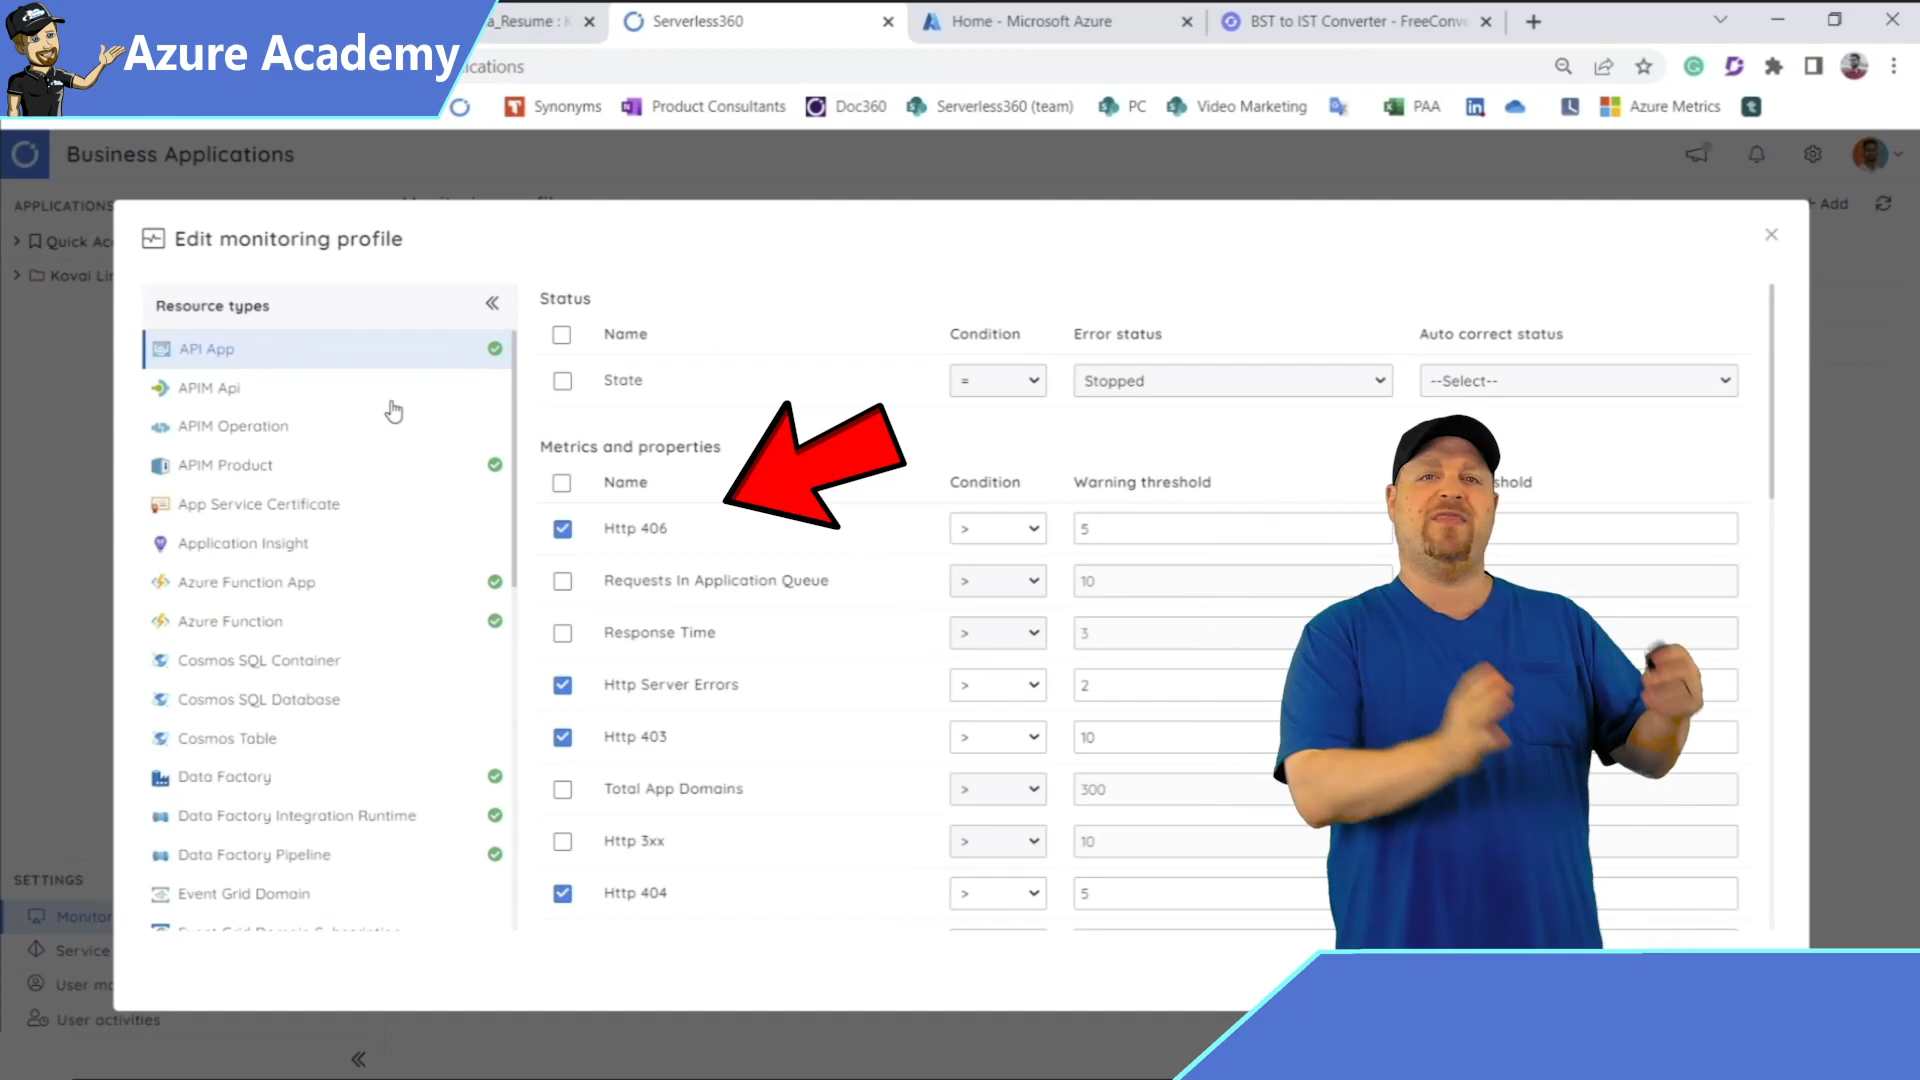 Azure Academy
a_Resume : K
Serverless360
Home - Microsoft Azure
BST to IST Converter - FreeConve
ications
Synonyms
Product Consultants
Doc360
Serverless360 (team)
PC
Video Marketing
PAA
Azure Metrics
Business Applications
APPLICATIONS
Add
Quick Ac
Kovai Lim
Edit monitoring profile
Resource types
API App
APIM Api
APIM Operation
APIM Product
App Service Certificate
Application Insight
Azure Function App
Azure Function
Cosmos SQL Container
Cosmos SQL Database
Cosmos Table
Data Factory
Data Factory Integration Runtime
Data Factory Pipeline
Event Grid Domain
Status
Name Condition Error status Auto correct status
State = Stopped --Select--
Metrics and properties
Name Condition Warning threshold shold
Http 406 > 5
Requests In Application Queue > 10
Response Time > 3
Http Server Errors > 2
Http 403 > 10
Total App Domains > 300
Http 3xx > 10
Http 404 > 5
SETTINGS
Monitor
Service
User mo
User activities